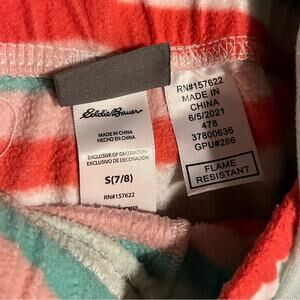 Eddie Bauer
MADE IN CHINA
HECHO EN CHINA
EXCLUSIVE OF DECORATION
EXCLUSIVO DE DECORACIÓN
S(7/8)
RN#157622
RN#157622
MADE IN
CHINA
6/5/2021
478
37800636
GPU#266
FLAME
RESISTANT